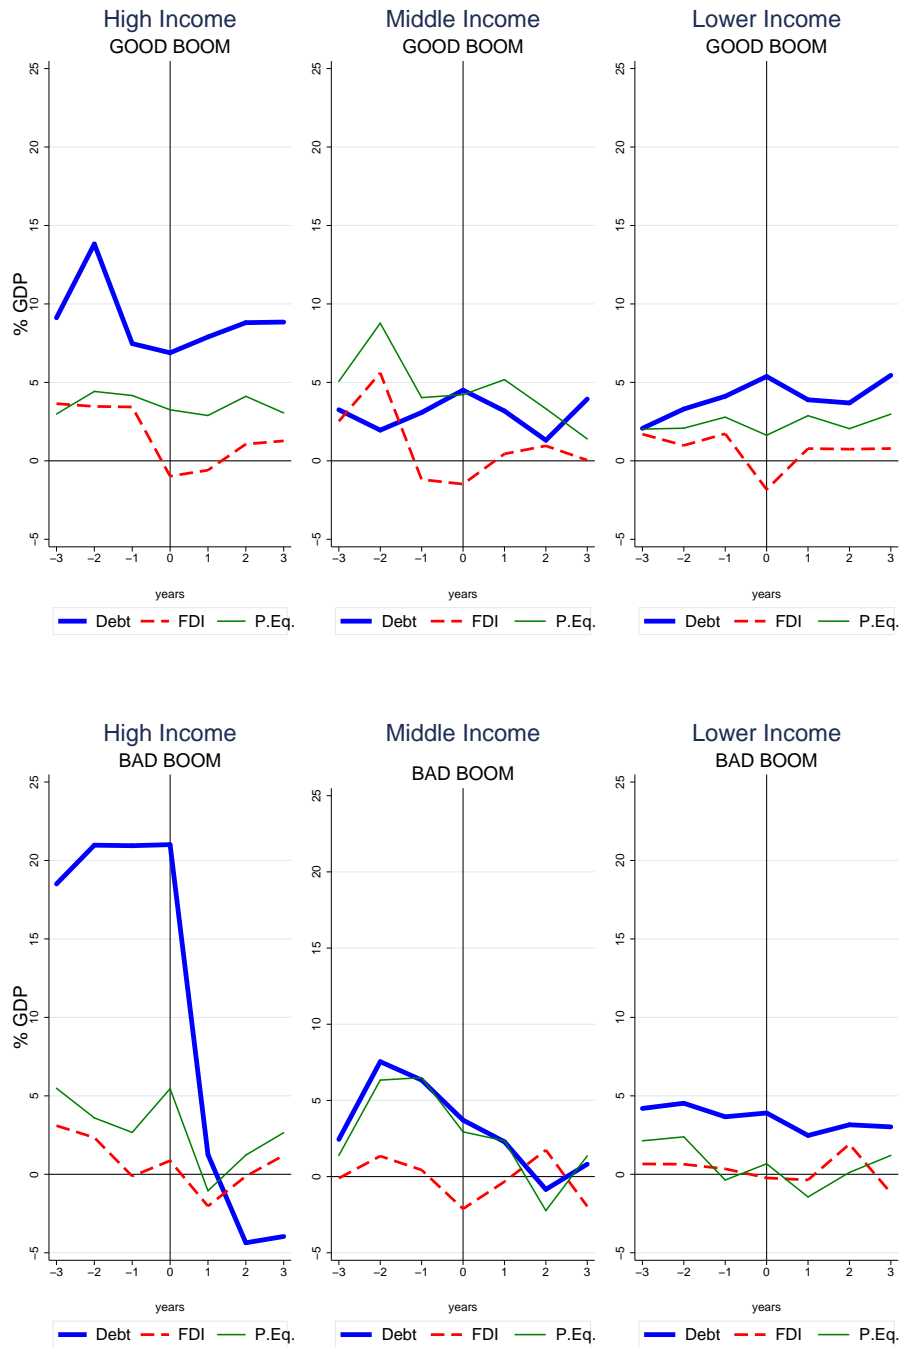 High Income Middle Income Lower Income
GOOD BOOM GOOD BOOM GOOD BOOM
% GDP
25 25 25
20 20 20
15 15 15
10 10 10
5 5 5
0 0 0
−5 −5 −5
−3 −2 −1 0 1 2 3 −3 −2 −1 0 1 2 3 −3 −2 −1 0 1 2 3
years years years
Debt FDI P.Eq. Debt FDI P.Eq. Debt FDI P.Eq.
High Income Middle Income Lower Income
BAD BOOM BAD BOOM BAD BOOM
% GDP
25 25 25
20 20 20
15 15 15
10 10 10
5 5 5
0 0 0
−5 −5 −5
−3 −2 −1 0 1 2 3 −3 −2 −1 0 1 2 3 −3 −2 −1 0 1 2 3
years years years
Debt FDI P.Eq. Debt FDI P.Eq. Debt FDI P.Eq.